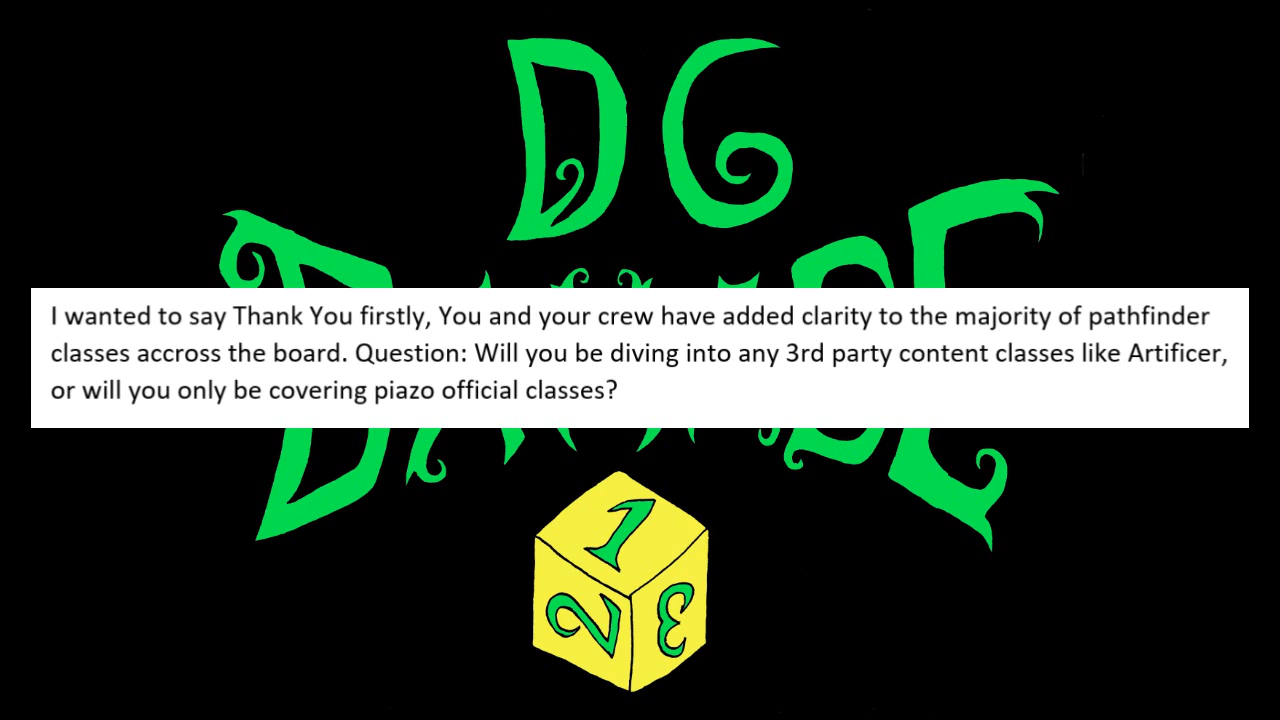 D6
I wanted to say Thank You firstly, You and your crew have added clarity to the majority of pathfinder
classes accross the board. Question: Will you be diving into any 3rd party content classes like Artificer,
or will you only be covering piazo official classes?
1
2 3